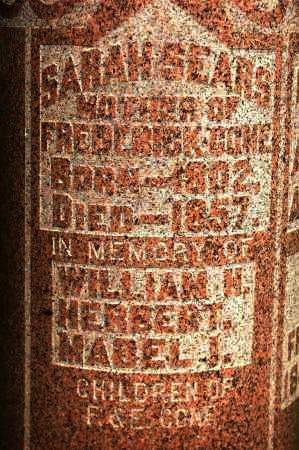 SARAH SEARS
MOTHER OF
FREDERICK CONE
BORN—1802,
DIED—1857
IN MEMORY OF
WILLIAM J.
HERBERT.
MABEL J.
CHILDREN OF
F. & E. CONE